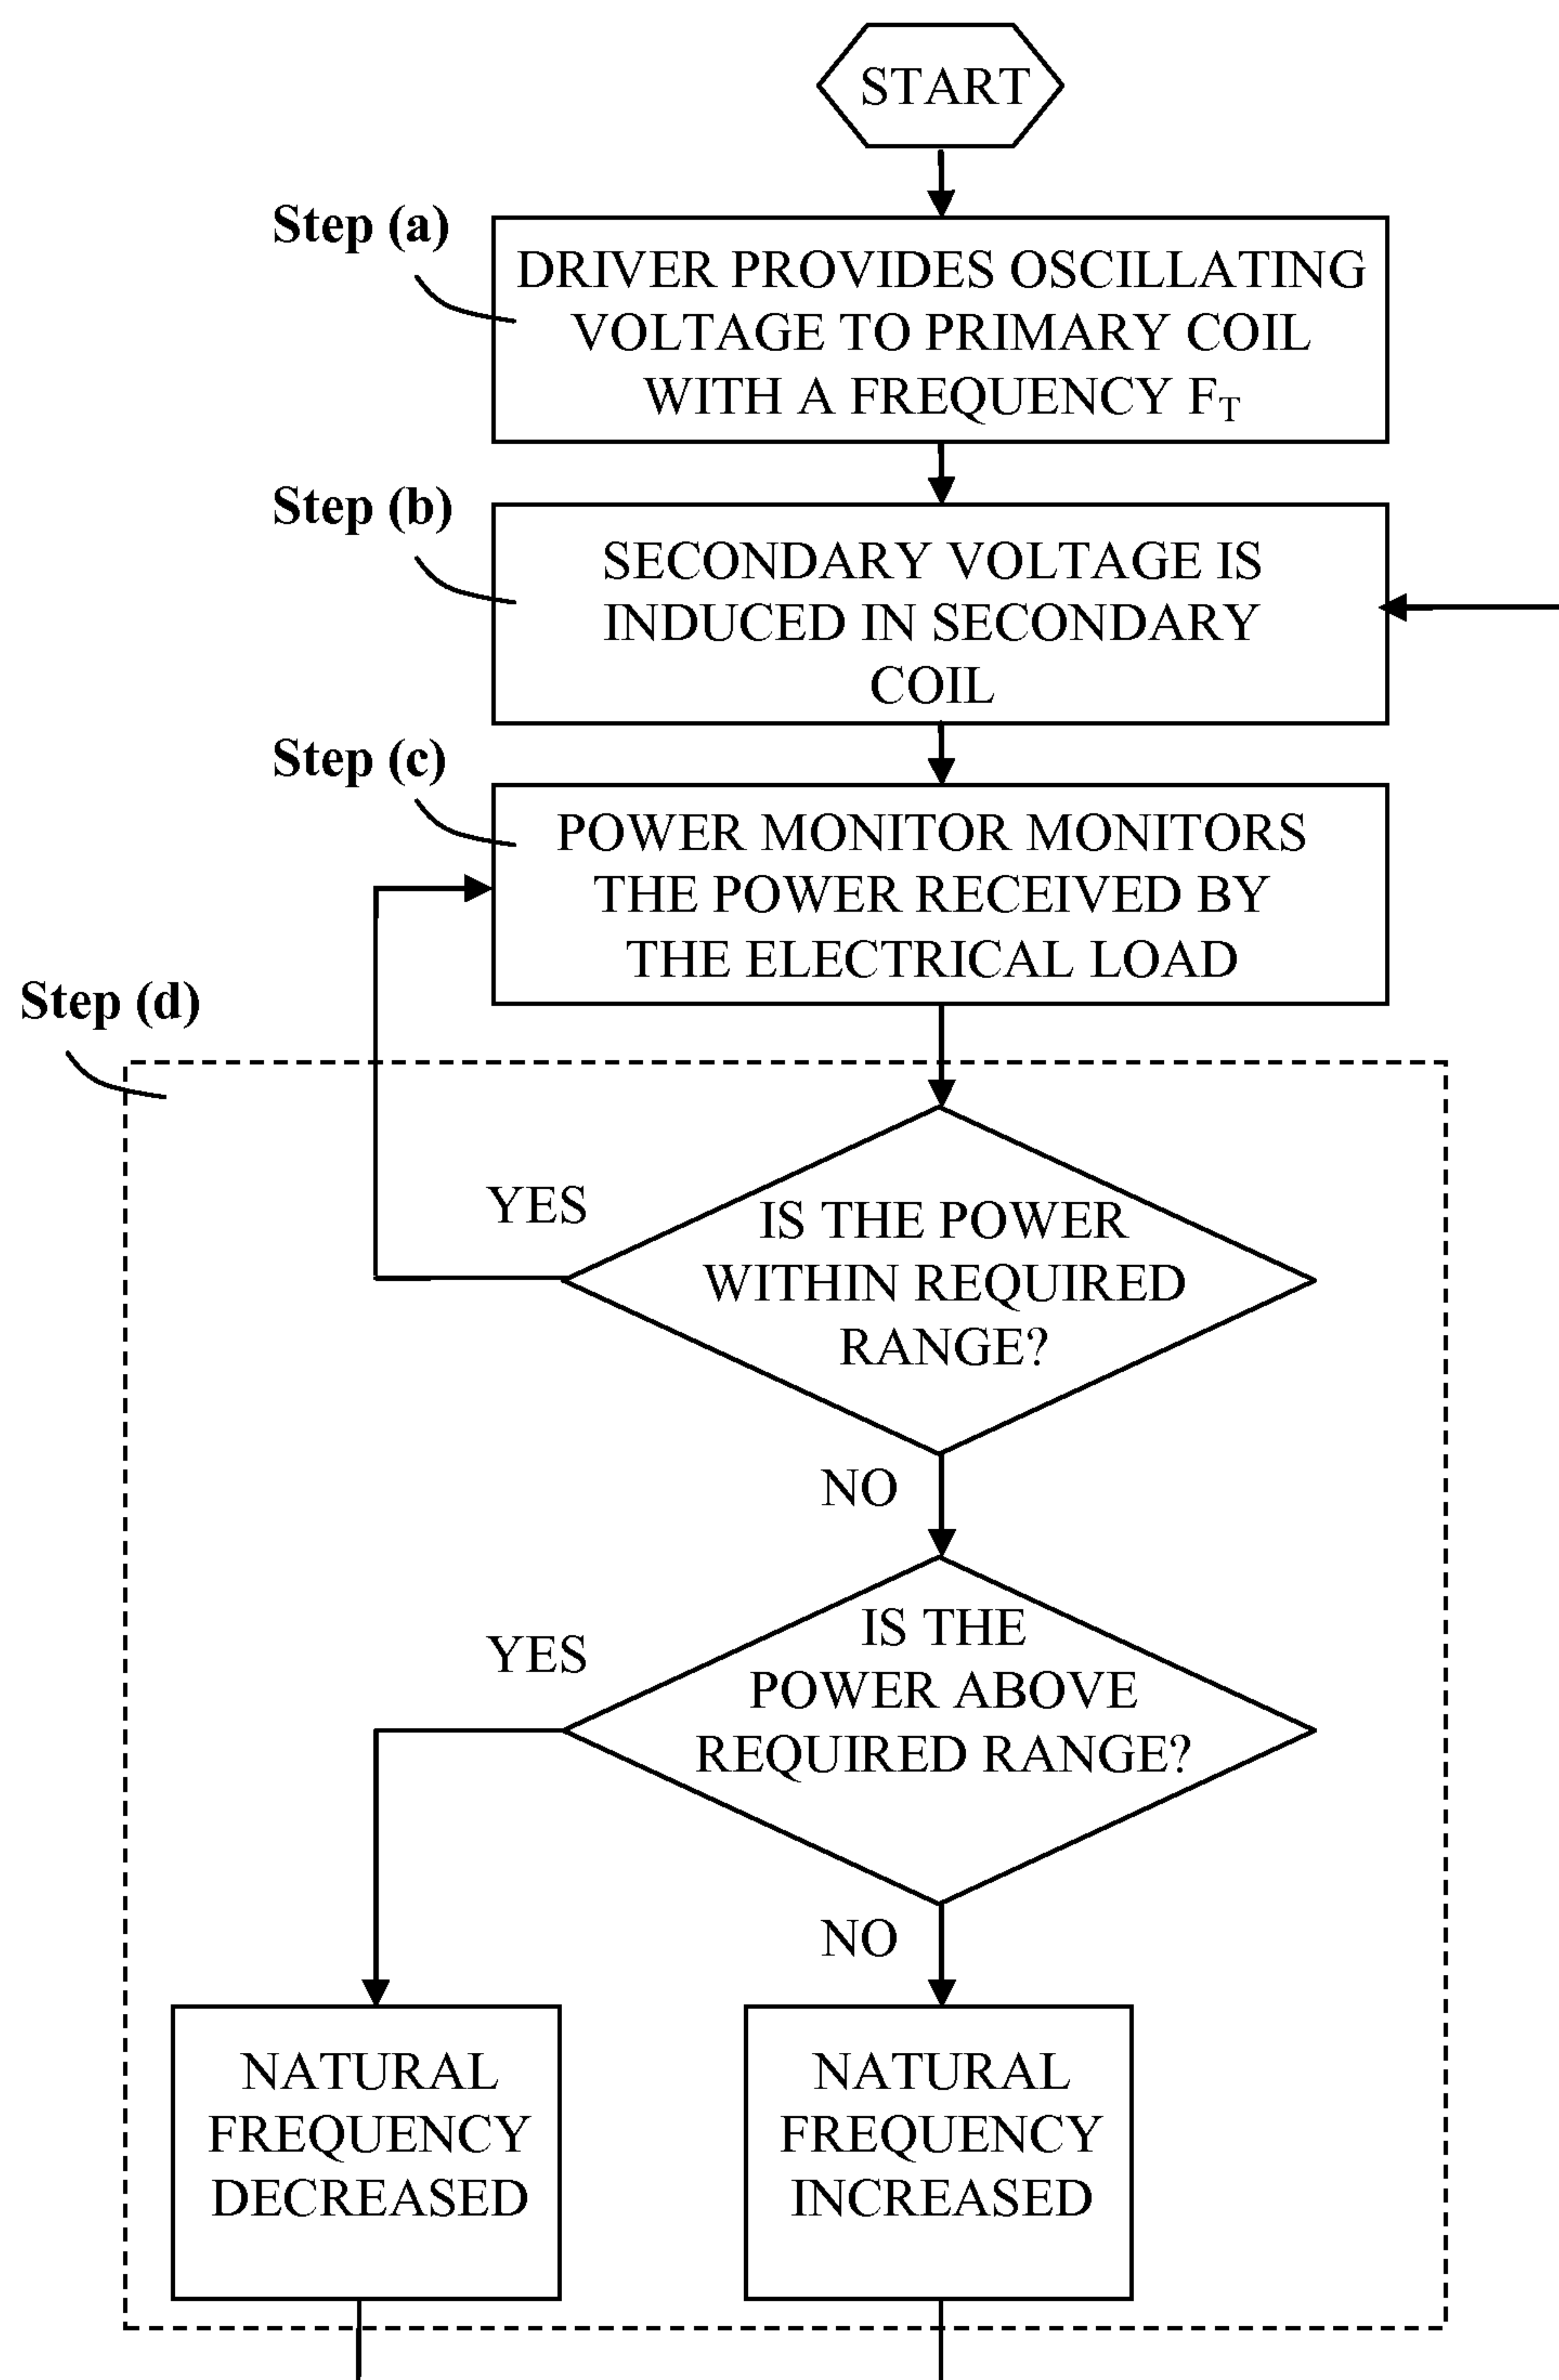 START
Step (a)
DRIVER PROVIDES OSCILLATING
VOLTAGE TO PRIMARY COIL
WITH A FREQUENCY F_T
Step (b)
SECONDARY VOLTAGE IS
INDUCED IN SECONDARY
COIL
Step (c)
POWER MONITOR MONITORS
THE POWER RECEIVED BY
THE ELECTRICAL LOAD
Step (d)
YES
IS THE POWER
WITHIN REQUIRED
RANGE?
NO
YES
IS THE
POWER ABOVE
REQUIRED RANGE?
NO
NATURAL
FREQUENCY
DECREASED
NATURAL
FREQUENCY
INCREASED